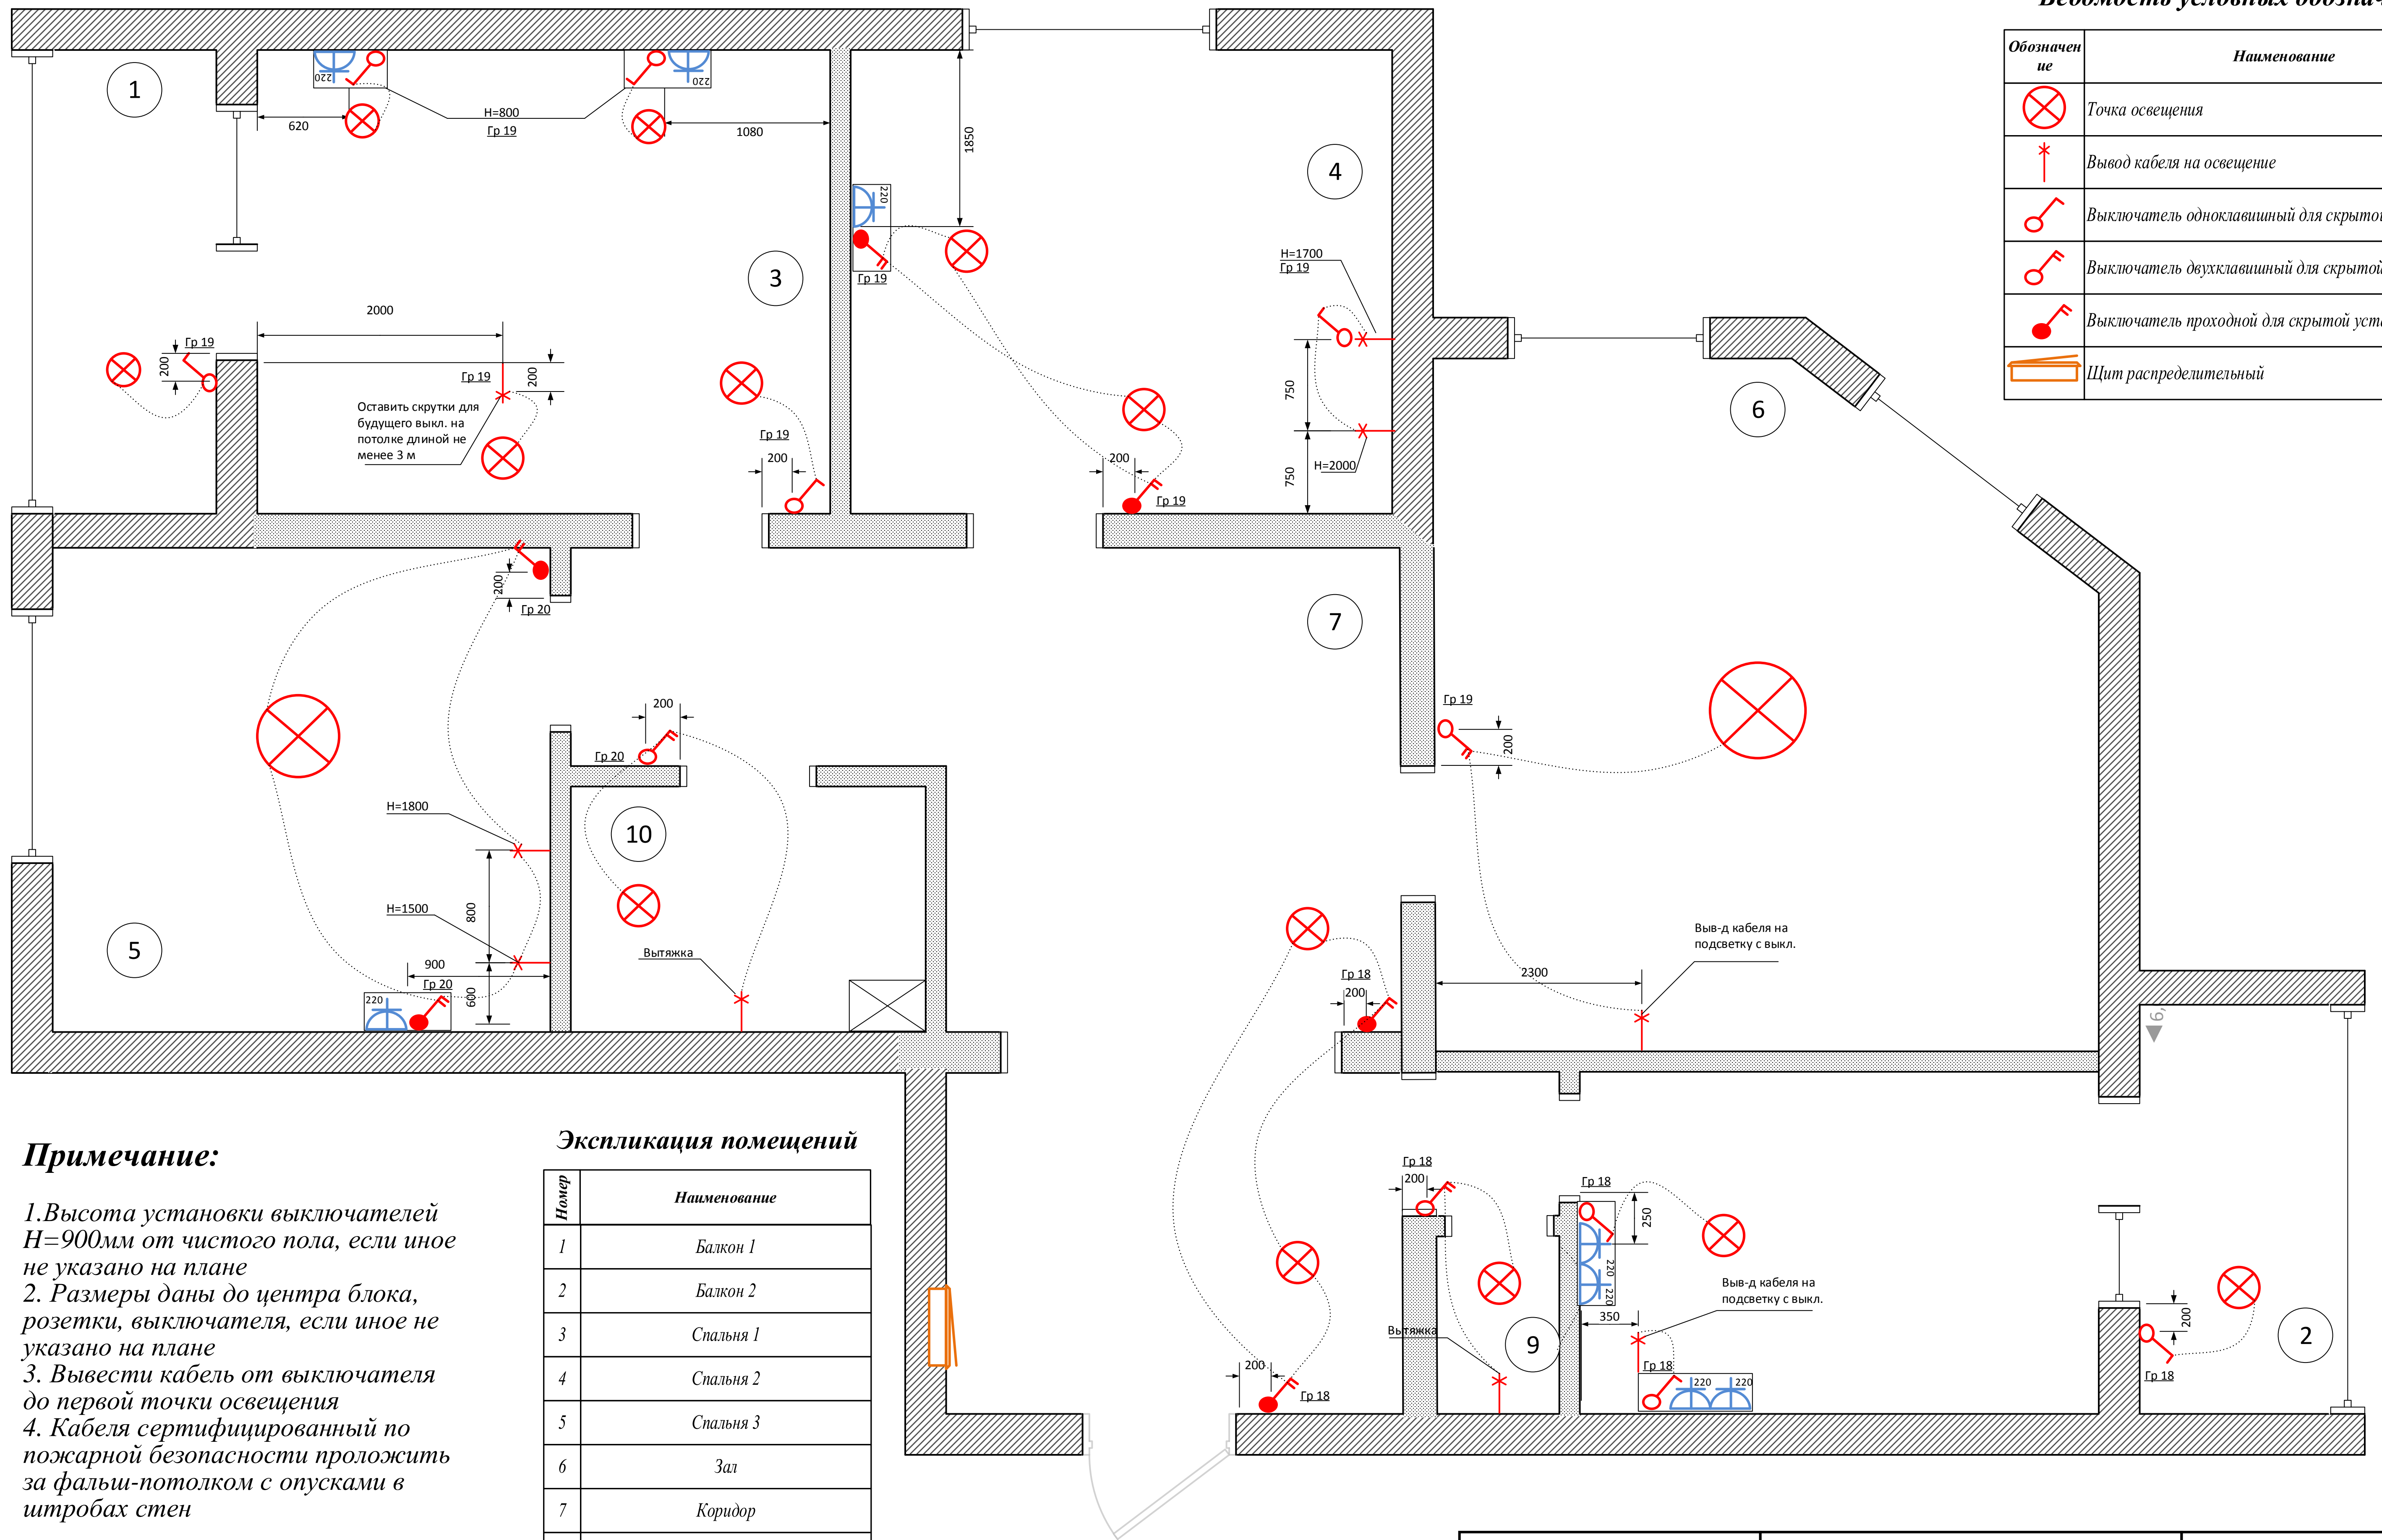 Обозначен
ие
Наименование
Точка освещения
Вывод кабеля на освещение
Выключатель одноклавишный для
Выключатель двухклавишный для
Выключатель проходной для скрытой
Щит распределительный
1
220
220
H=800
Гр 19
620
1080
1850
4
3
220
Гр 19
H=1700
Гр 19
2000
Гр 19
200
Гр 19
200
Оставить скрутки для
будущего выкл. на
потолке длиной не
менее 3 м
Гр 19
200
200
Гр 19
750
H=2000
750
6
200
Гр 20
7
200
Гр 20
Гр 19
200
10
H=1800
800
H=1500
900
600
Гр 20
220
5
Вытяжка
Гр 18
200
2300
Выв-д кабеля на
подсветку с выкл.
6,
Гр 18
200
Гр 18
250
220
220
Выв-д кабеля на
подсветку с выкл.
350
Вытяжка
9
Гр 18
220
220
200
Гр 18
200
Гр 18
2
Примечание:
1.Высота установки выключателей
Н=900мм от чистого пола, если иное
не указано на плане
2. Размеры даны до центра блока,
розетки, выключателя, если иное не
указано на плане
3. Вывести кабель от выключателя
до первой точки освещения
4. Кабеля сертифицированный по
пожарной безопасности проложить
за фальш-потолком с опусками в
штробах стен
Экспликация помещений
Номер Наименование
1 Балкон 1
2 Балкон 2
3 Спальня 1
4 Спальня 2
5 Спальня 3
6 Зал
7 Коридор